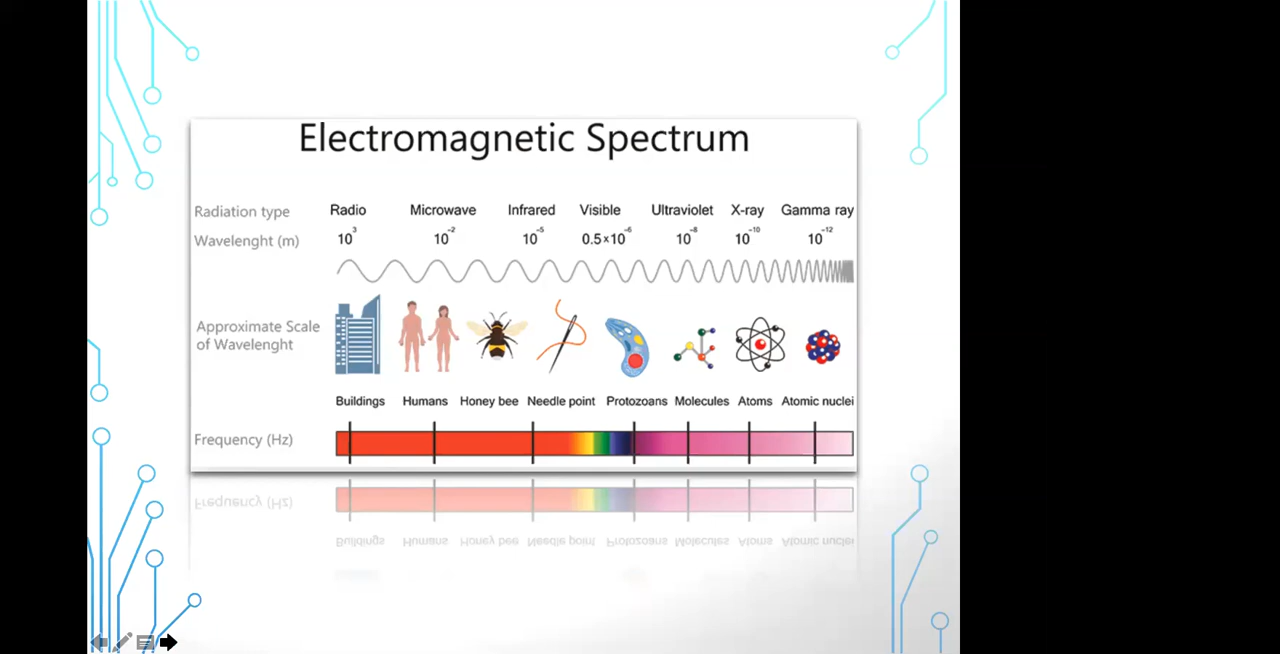 Electromagnetic Spectrum
Radiation type Radio Microwave Infrared Visible Ultraviolet X-ray Gamma ray
Wavelenght (m) 10³ 10⁻² 10⁻⁵ 0.5×10⁻⁶ 10⁻⁸ 10⁻¹⁰ 10⁻¹²
Approximate Scale
of Wavelenght
Buildings Humans Honey bee Needle point Protozoans Molecules Atoms Atomic nuclei
Frequency (Hz)